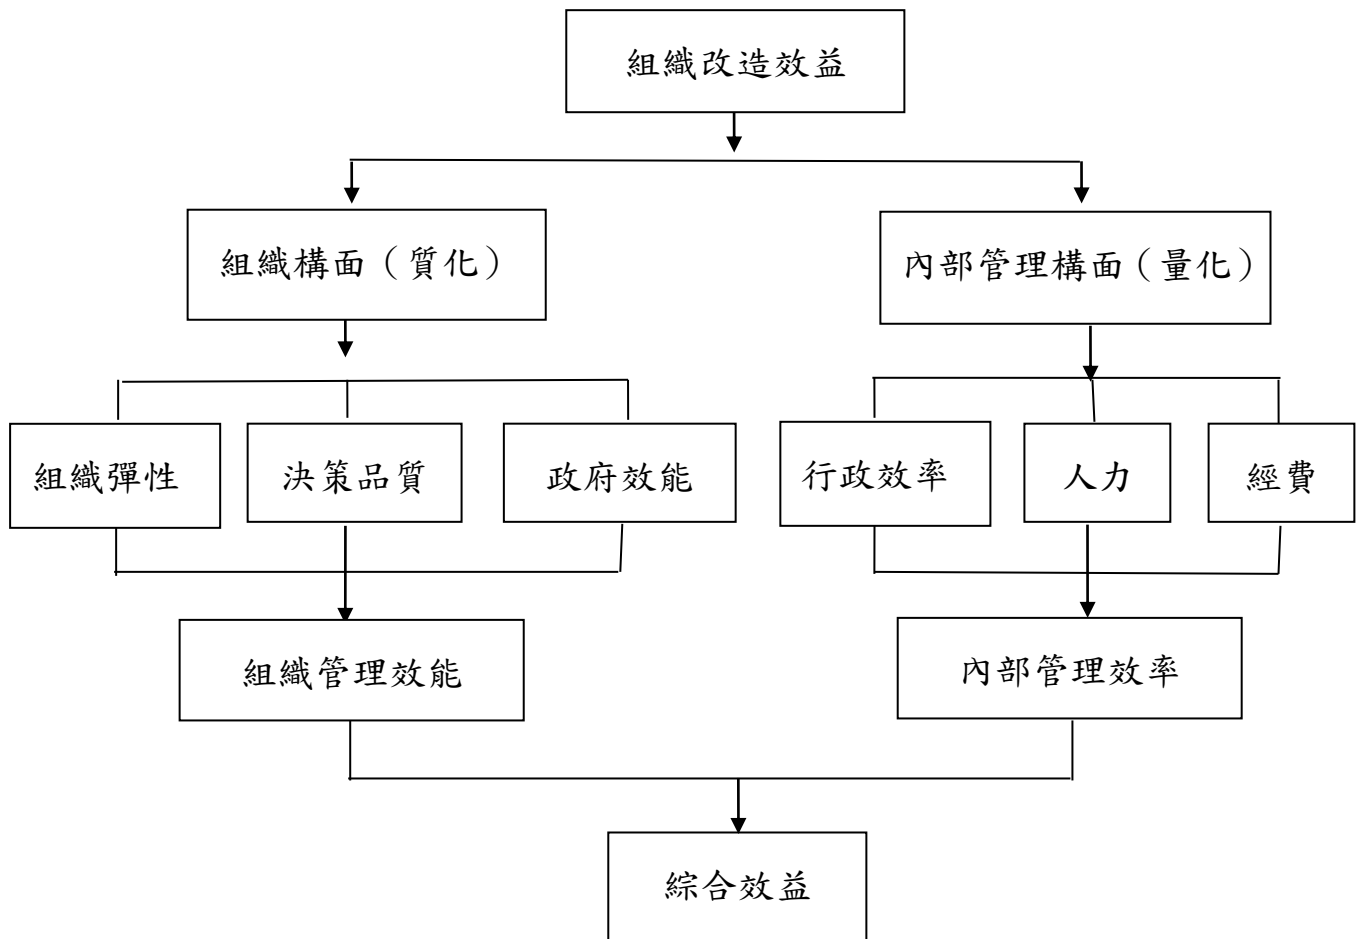 組織改造效益
組織構面（質化）
內部管理構面（量化）
組織彈性
決策品質
政府效能
行政效率
人力
經費
組織管理效能
內部管理效率
綜合效益